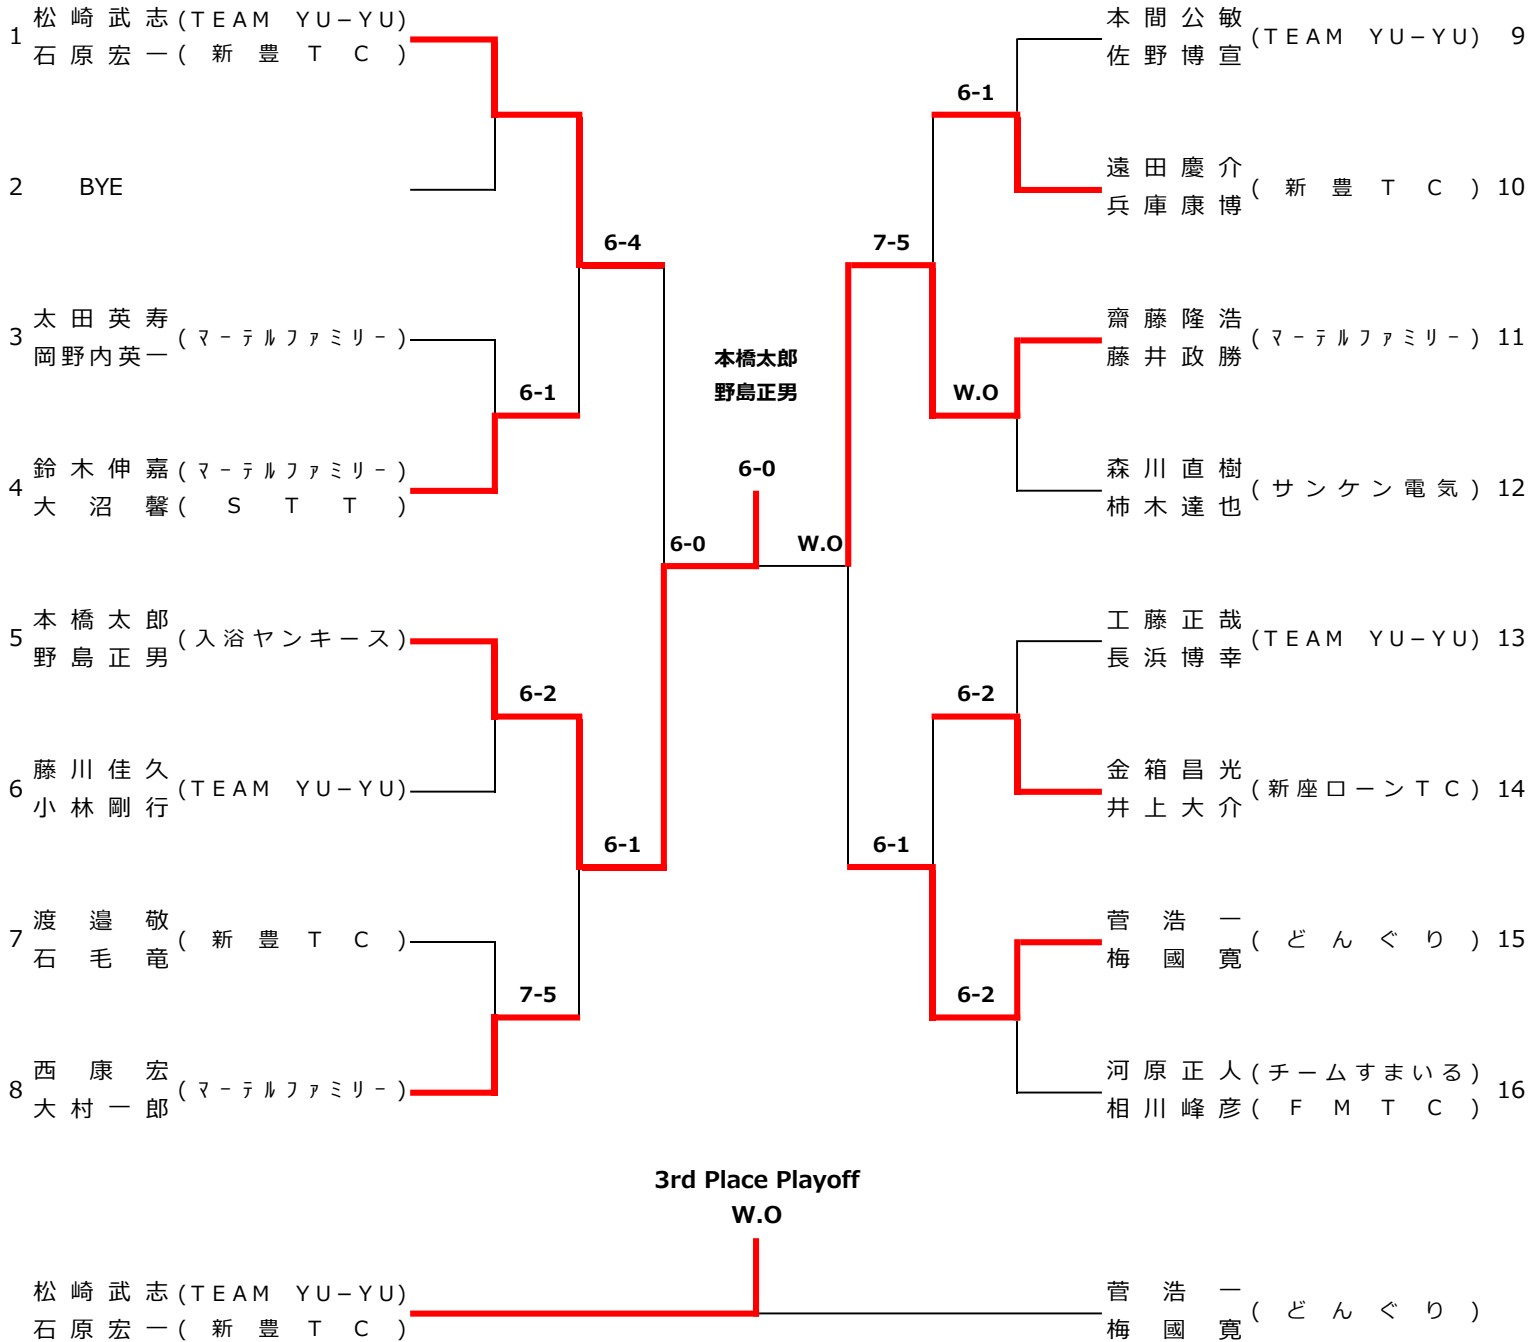 1 松崎武志 (TEAM YU−YU)
石原宏一 (新豊TC)
2 BYE
3 太田英寿 (マーテルファミリー)
岡野内英一
4 鈴木伸嘉 (マーテルファミリー)
大沼馨 (STT)
5 本橋太郎 (入浴ヤンキース)
野島正男
6 藤川佳久 (TEAM YU−YU)
小林剛行
7 渡邉敬 (新豊TC)
石毛竜
8 西康宏 (マーテルファミリー)
大村一郎
6-4
6-1
6-2
6-1
7-5
6-0
本橋太郎
野島正男
6-0
W.O
7-5
6-1
W.O
6-2
6-1
6-2
本間公敏 (TEAM YU−YU) 9
佐野博宣
遠田慶介 (新豊TC) 10
兵庫康博
齋藤隆浩 (マーテルファミリー) 11
藤井政勝
森川直樹 (サンケン電気) 12
柿木達也
工藤正哉 (TEAM YU−YU) 13
長浜博幸
金箱昌光 (新座ローンTC) 14
井上大介
菅浩一 (どんぐり) 15
梅國寛
河原正人 (チームすまいる) 16
相川峰彦 (FMTC)
3rd Place Playoff
W.O
松崎武志 (TEAM YU−YU)
石原宏一 (新豊TC)
菅浩一 (どんぐり)
梅國寛